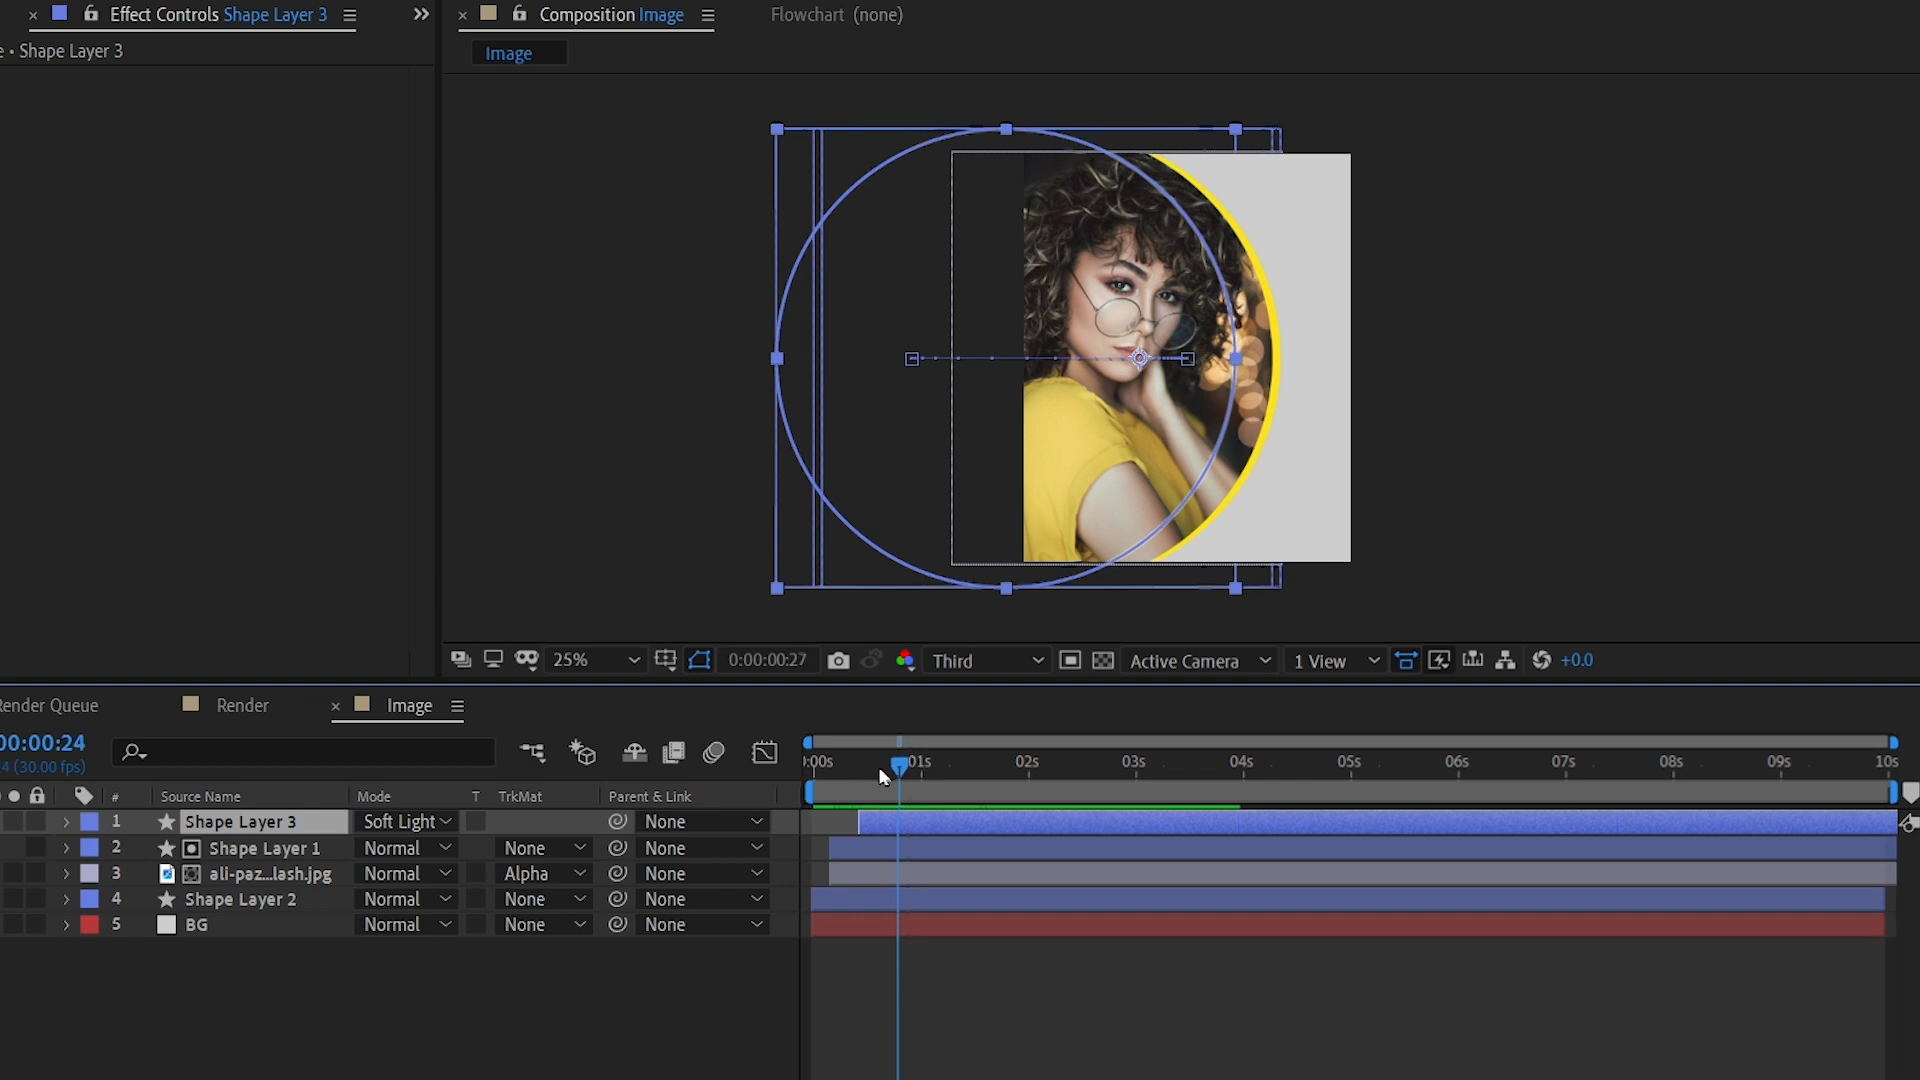 Effect Controls Shape Layer 3
Composition Image
Flowchart (none)
e • Shape Layer 3
Image
25%
0:00:00:27
Third
Active Camera
1 View
+0.0
Render Queue
Render
Image
00:00:24
4 (30.00 fps)
):00s 01s 02s 03s 04s 05s 06s 07s 08s 09s 10s
# Source Name Mode T TrkMat Parent & Link
1 Shape Layer 3 Soft Light None
2 Shape Layer 1 Normal None None
3 ali-paz...lash.jpg Normal Alpha None
4 Shape Layer 2 Normal None None
5 BG Normal None None